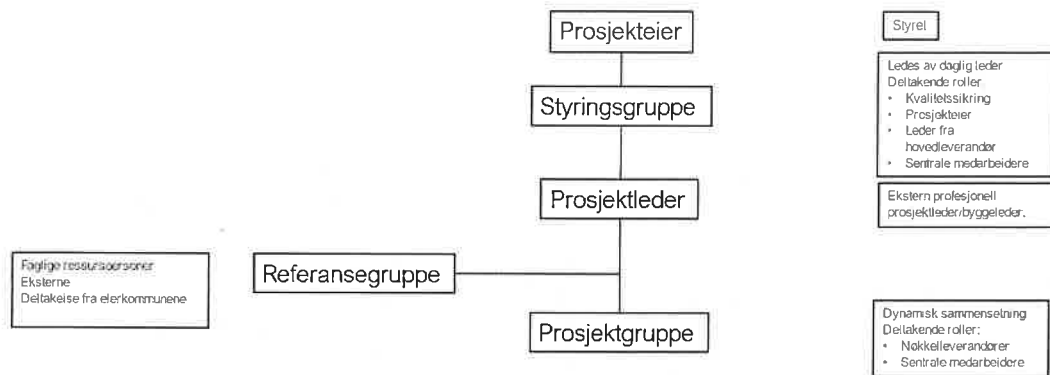 Prosjekteier
Styret
Styringsgruppe
Ledes av daglig leder
Deltakende roller
• Kvalitetssikring
• Prosjekteier
• Leder fra
hovedleverandør
• Sentrale medarbeidere
Prosjektleder
Ekstern profesjonell
prosjektleder/byggeleder.
Faglige ressurspersoner
Eksterne
Deltakelse fra eierkommunene
Referansegruppe
Prosjektgruppe
Dynamisk sammensetning
Deltakende roller:
• Nøkkelleverandører
• Sentrale medarbeidere